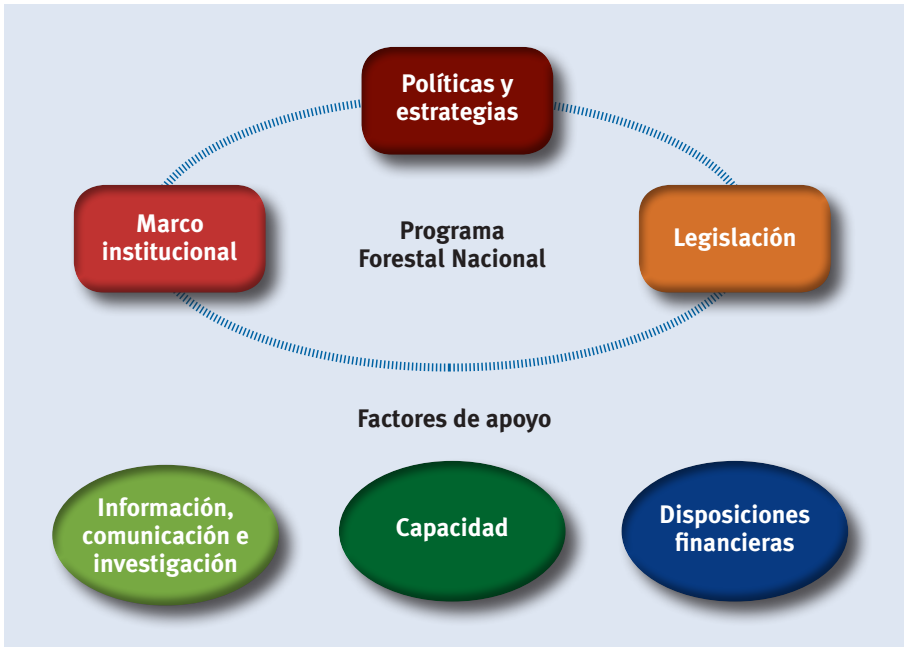 Políticas y
estrategias
Marco
institucional
Programa
Forestal Nacional
Legislación
Factores de apoyo
Información,
comunicación e
investigación
Capacidad
Disposiciones
financieras